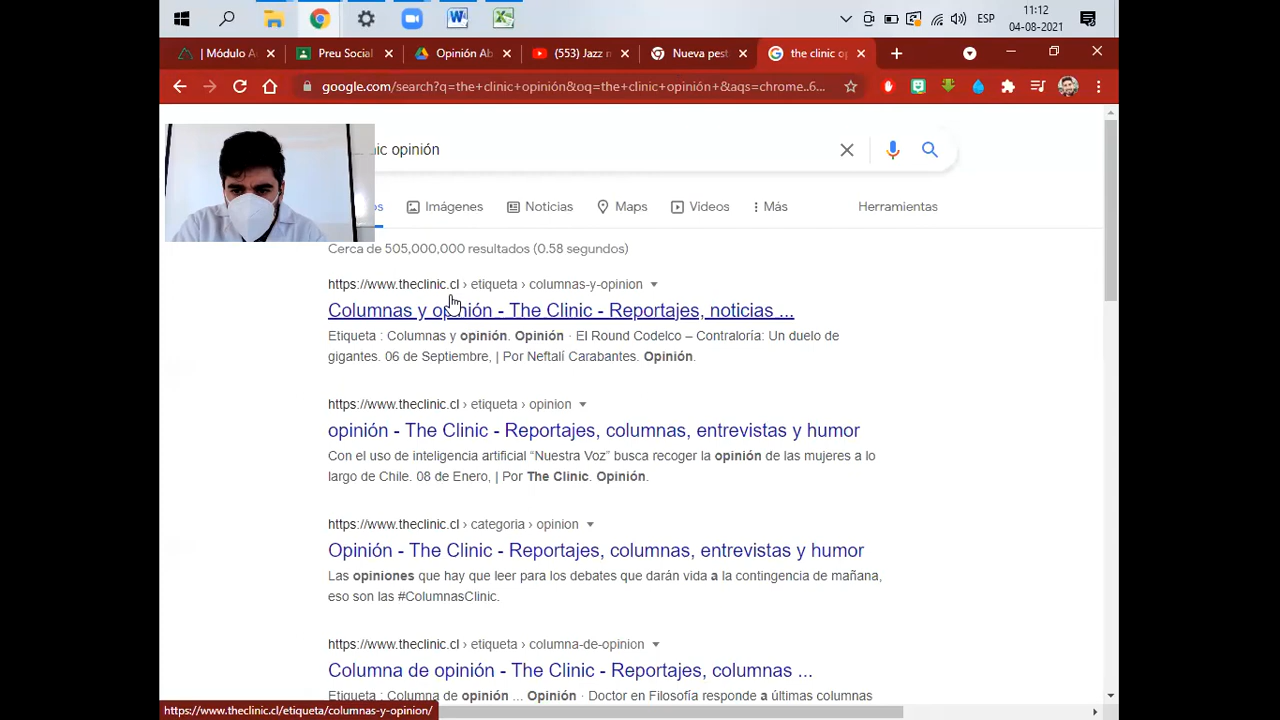 ESP
11:12
04-08-2021
| Módulo A
Preu Social
Opinión Ab
(553) Jazz
Nueva pest
the clinic o
google.com/search?q=the+clinic+opinión&oq=the+clinic+opinión+&aqs=chrome..6...
nic opinión
os
Imágenes
Noticias
Maps
Videos
Más
Herramientas
Cerca de 505,000,000 resultados (0.58 segundos)
https://www.theclinic.cl › etiqueta › columnas-y-opinion
Columnas y opinión - The Clinic - Reportajes, noticias ...
Etiqueta : Columnas y opinión. Opinión · El Round Codelco – Contraloría: Un duelo de
gigantes. 06 de Septiembre, | Por Neftalí Carabantes. Opinión.
https://www.theclinic.cl › etiqueta › opinion
opinión - The Clinic - Reportajes, columnas, entrevistas y humor
Con el uso de inteligencia artificial “Nuestra Voz” busca recoger la opinión de las mujeres a lo
largo de Chile. 08 de Enero, | Por The Clinic. Opinión.
https://www.theclinic.cl › categoria › opinion
Opinión - The Clinic - Reportajes, columnas, entrevistas y humor
Las opiniones que hay que leer para los debates que darán vida a la contingencia de mañana,
eso son las #ColumnasClinic.
https://www.theclinic.cl › etiqueta › columna-de-opinion
Columna de opinión - The Clinic - Reportajes, columnas ...
Etiqueta : Columna de opinión ... Opinión · Doctor en Filosofía responde a últimas columnas
https://www.theclinic.cl/etiqueta/columnas-y-opinion/